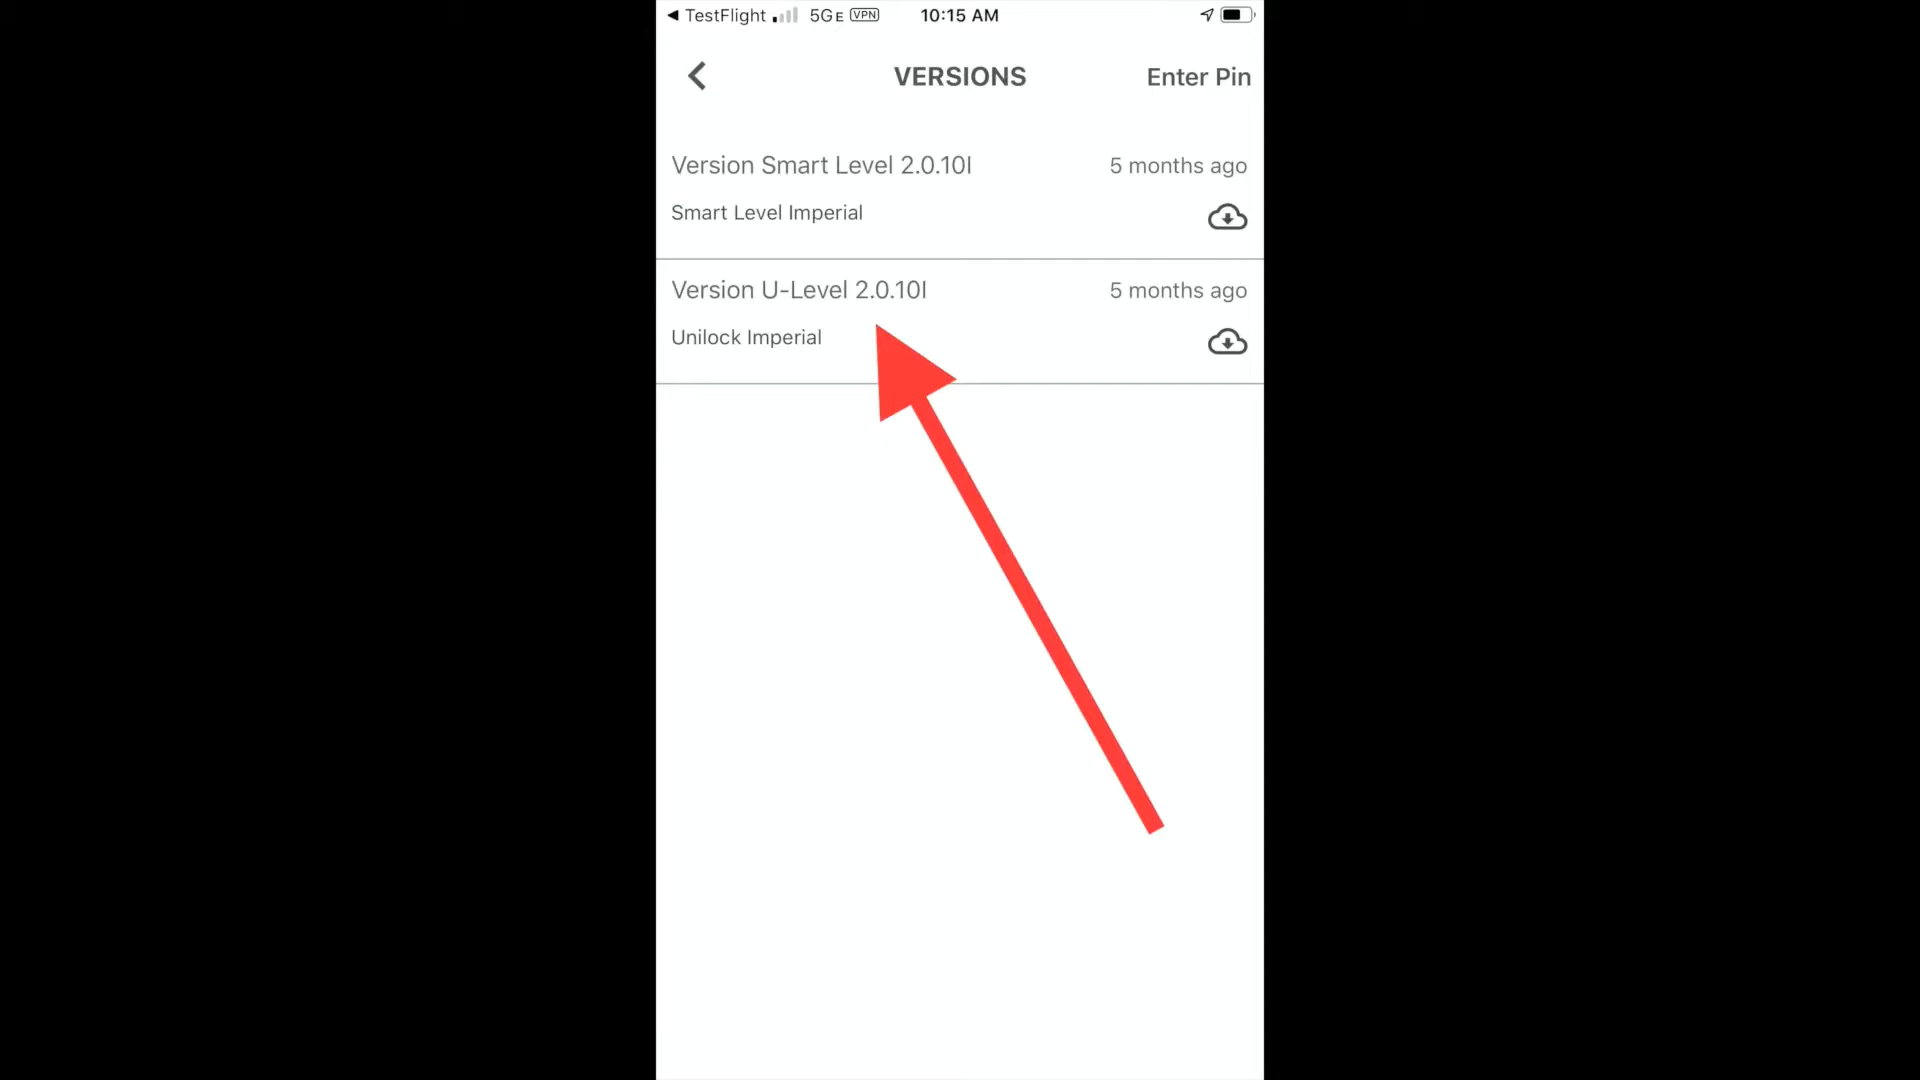 ◀ TestFlight 5GE VPN 10:15 AM
VERSIONS Enter Pin
Version Smart Level 2.0.10I 5 months ago
Smart Level Imperial
Version U-Level 2.0.10I 5 months ago
Unilock Imperial